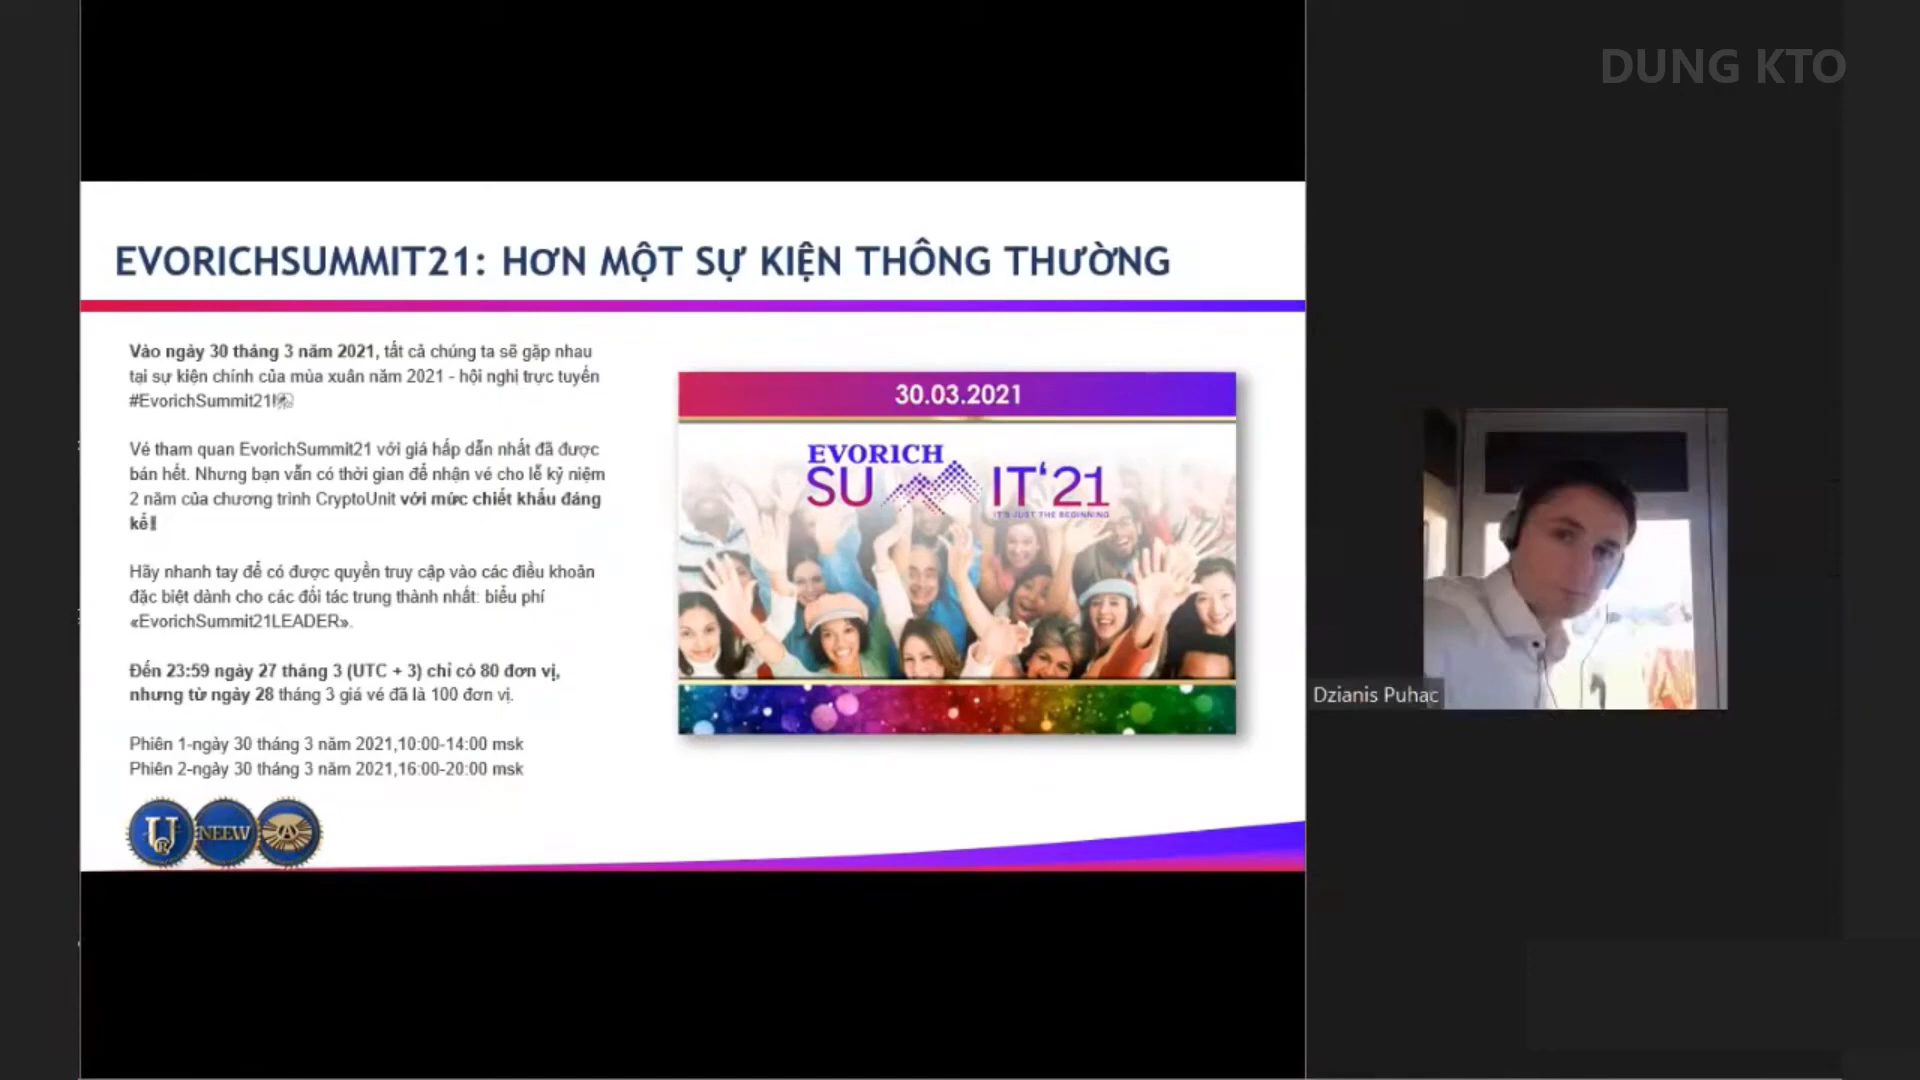 DUNG KTO
EVORICHSUMMIT21: HƠN MỘT SỰ KIỆN THÔNG THƯỜNG
Vào ngày 30 tháng 3 năm 2021, tất cả chúng ta sẽ gặp nhau
tại sự kiện chính của mùa xuân năm 2021 - hội nghị trực tuyến
#EvorichSummit21!
Vé tham quan EvorichSummit21 với giá hấp dẫn nhất đã được
bán hết. Nhưng bạn vẫn có thời gian để nhận vé cho lễ kỷ niệm
2 năm của chương trình CryptoUnit với mức chiết khấu đáng
kể!
Hãy nhanh tay để có được quyền truy cập vào các điều khoản
đặc biệt dành cho các đối tác trung thành nhất: biểu phí
«EvorichSummit21LEADER».
Đến 23:59 ngày 27 tháng 3 (UTC + 3) chỉ có 80 đơn vị,
nhưng từ ngày 28 tháng 3 giá vé đã là 100 đơn vị.
Phiên 1-ngày 30 tháng 3 năm 2021,10:00-14:00 msk
Phiên 2-ngày 30 tháng 3 năm 2021,16:00-20:00 msk
NEEW
30.03.2021
EVORICH
SU IT'21
IT'S JUST THE BEGINNING
Dzianis Puhac